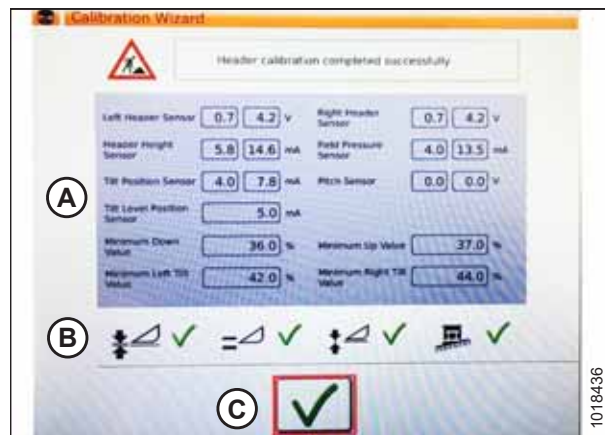 Calibration Wizard
Header calibration completed successfully
Left Header Sensor 0.7 4.2 V
Right Header Sensor 0.7 4.2 V
Header Height Sensor 5.8 14.6 mA
Field Pressure Sensor 4.0 13.5 mA
Tilt Position Sensor 4.0 7.8 mA
Pitch Sensor 0.0 0.0 V
Tilt Level Position Sensor 5.0 mA
Minimum Down Value 36.0 %
Minimum Up Value 37.0 %
Minimum Left Tilt Value 42.0 %
Minimum Right Tilt Value 44.0 %
A
B
C
1018436